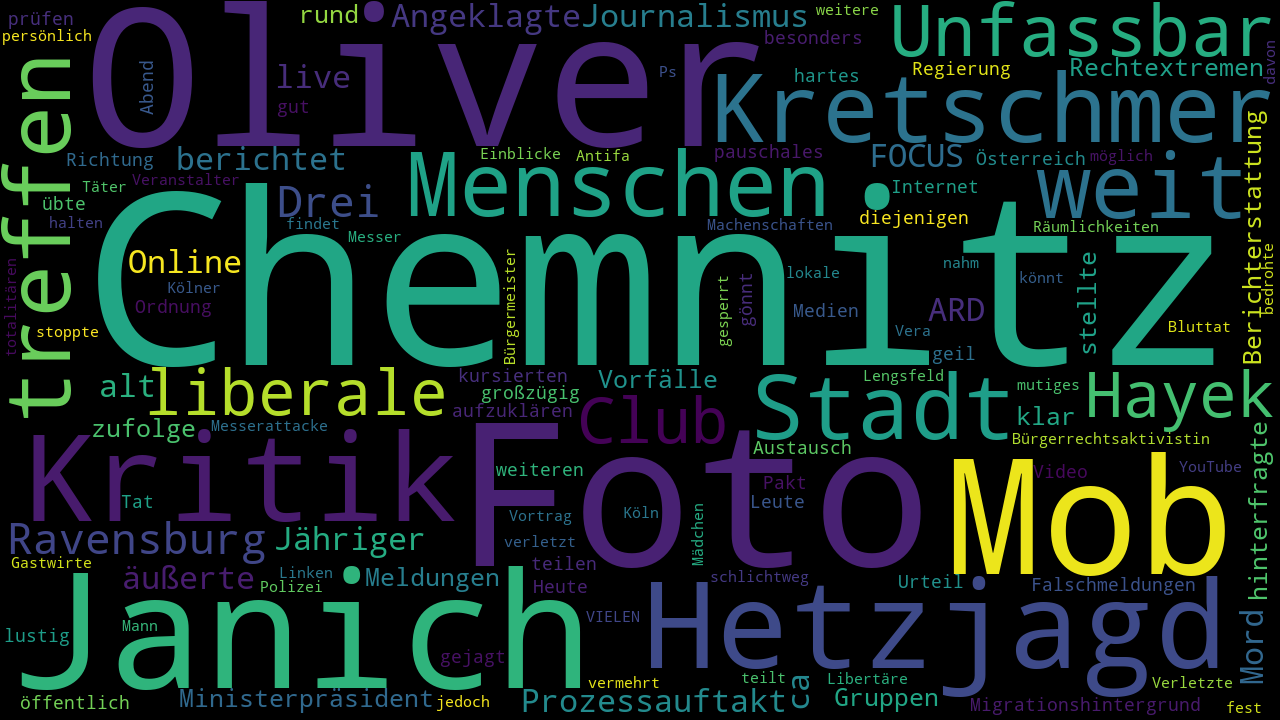 prüfen
rund
Angeklagte
Journalismus
weitere
Unfassbar
persönlich
Oliver
besonders
Abend
live
Ps
hartes
Regierung
Rechtextremen
davon
gut
Kretschmer
treffen
Richtung
berichtet
Einblicke
Antifa
pauschales
FOCUS
Österreich
möglich
Täter
Veranstalter
Drei
Menschen
Internet
weit
übte
halten
findet
Messer
Machenschaften
diejenigen
Räumlichkeiten
Berichterstattung
Online
Chemnitz
Kölner
Ordnung
totalitären
stoppte
Bürgermeister
gesperrt
gönnt
lokale
Medien
nahm
könnt
ARD
Vera
geil
stellte
bedrohte
Bluttat
alt
liberale
kursierten
großzügig
aufzuklären
Vorfälle
Lengsfeld
mutiges
Hayek
zufolge
Messerattacke
Club
Stadt
klar
Bürgerrechtsaktivistin
Kritik
Foto
Austausch
weiteren
Pakt
Leute
Mob
Video
YouTube
hinterfragte
Tat
Vortrag
Köln
Mädchen
Ravensburg
Jähriger
verletzt
Gastwirte
äußerte
Polizei
Linken
Meldungen
teilen
Heute
schlichtweg
Urteil
Falschmeldungen
Janich
Hetzjagd
lustig
Mann
VIELEN
gejagt
Mord
öffentlich
Ministerpräsident
jedoch
Prozessauftakt
vermehrt
teilt
ca
Libertäre
Gruppen
Migrationshintergrund
Verletzte
fest